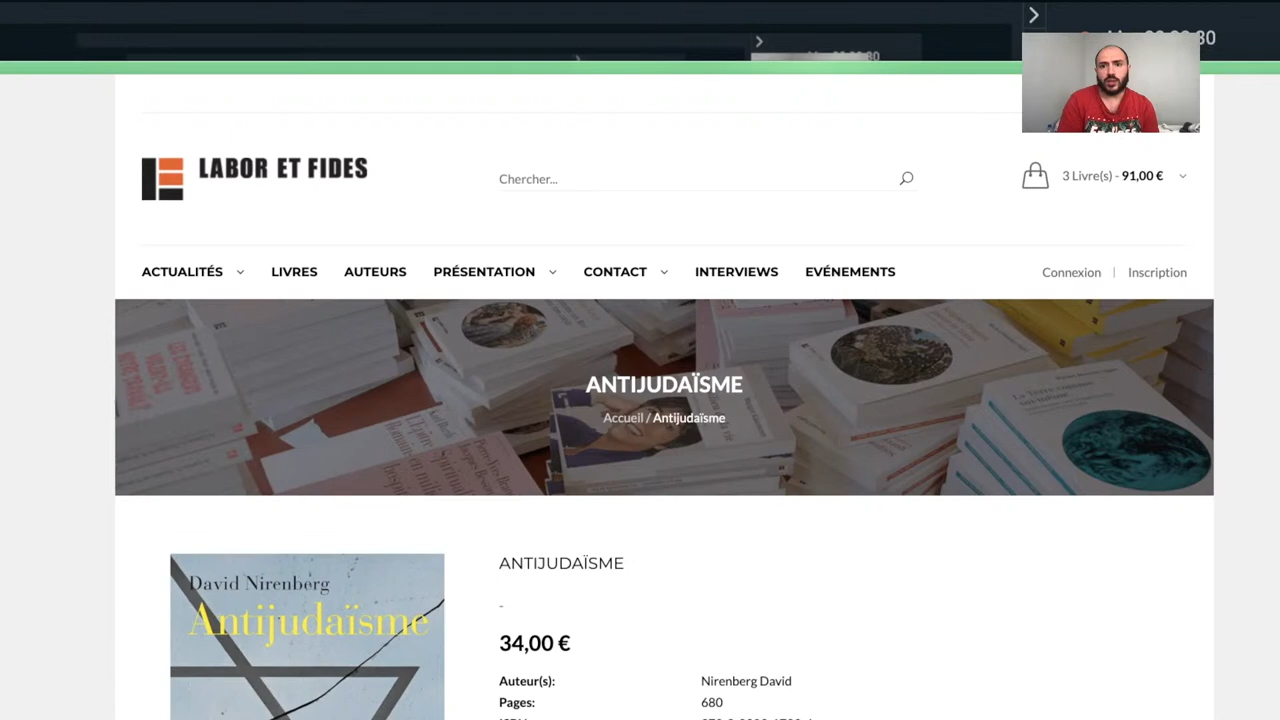 LABOR ET FIDES
Chercher...
3 Livre(s) - 91,00 €
ACTUALITÉS
LIVRES
AUTEURS
PRÉSENTATION
CONTACT
INTERVIEWS
EVÉNEMENTS
Connexion
Inscription
ANTIJUDAÏSME
Accueil / Antijudaïsme
David Nirenberg
Antijudaïsme
ANTIJUDAÏSME
-
34,00 €
Auteur(s):
Nirenberg David
Pages:
680